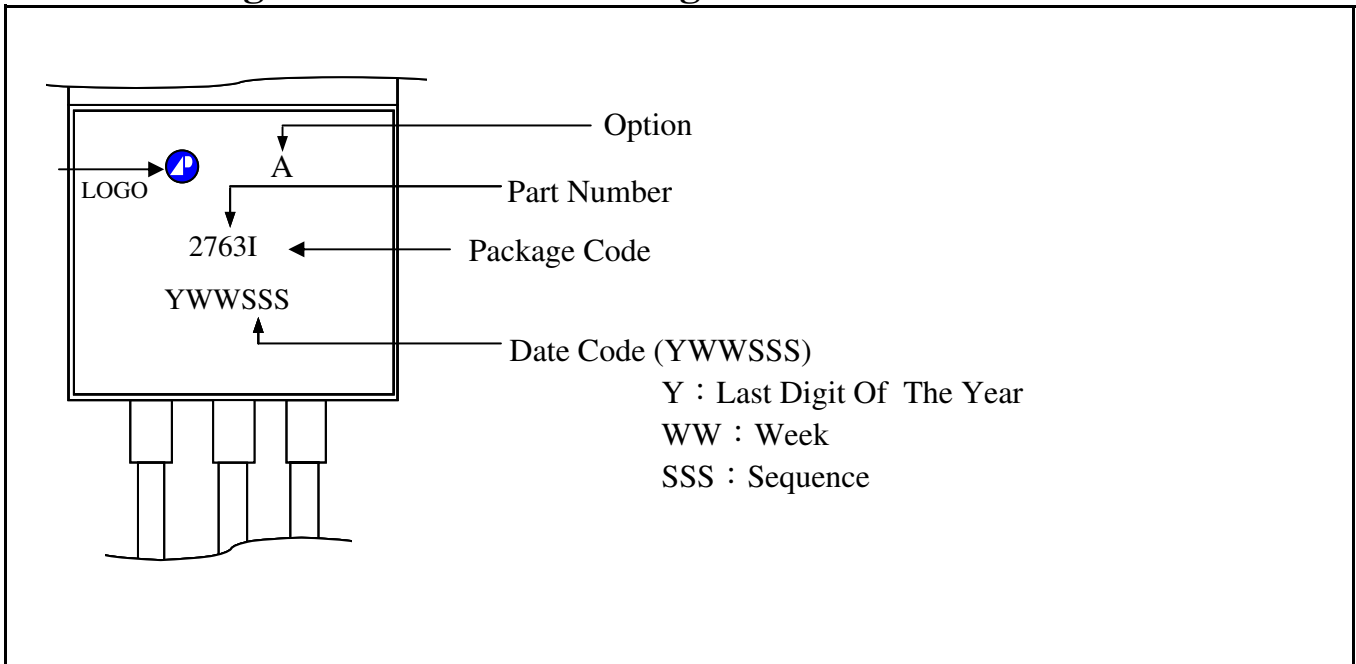 Option
A
LOGO
Part Number
2763I
Package Code
YWWSSS
Date Code (YWWSSS)
Y：Last Digit Of The Year
WW：Week
SSS：Sequence